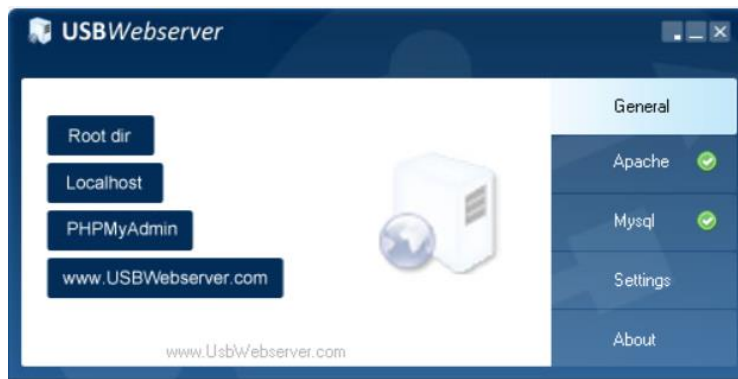 USBWebserver
Root dir
Localhost
PHPMyAdmin
www.USBWebserver.com
www.UsbWebserver.com
General
Apache
Mysql
Settings
About